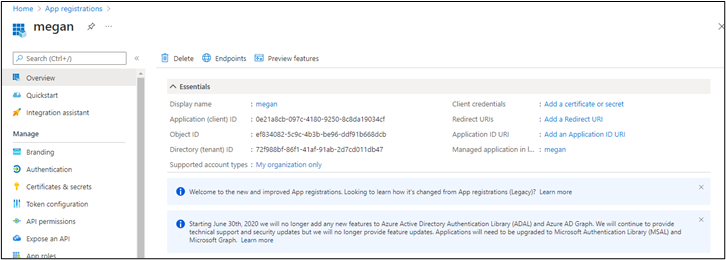 Home > App registrations >
megan
Search (Ctrl+/)
Overview
Quickstart
Integration assistant
Manage
Branding
Authentication
Certificates & secrets
Token configuration
API permissions
Expose an API
App roles
Delete Endpoints Preview features
Essentials
Display name : megan
Application (client) ID : 0e21a8cb-097c-4180-9250-8c8da19034cf
Object ID : ef834082-5c9c-4b3b-be96-ddf91b668dcb
Directory (tenant) ID : 72f988bf-86f1-41af-91ab-2d7cd011db47
Supported account types : My organization only
Client credentials : Add a certificate or secret
Redirect URIs : Add a Redirect URI
Application ID URI : Add an Application ID URI
Managed application in l... : megan
Welcome to the new and improved App registrations. Looking to learn how it's changed from App registrations (Legacy)? Learn more
Starting June 30th, 2020 we will no longer add any new features to Azure Active Directory Authentication Library (ADAL) and Azure AD Graph. We will continue to provide
technical support and security updates but we will no longer provide feature updates. Applications will need to be upgraded to Microsoft Authentication Library (MSAL) and
Microsoft Graph. Learn more